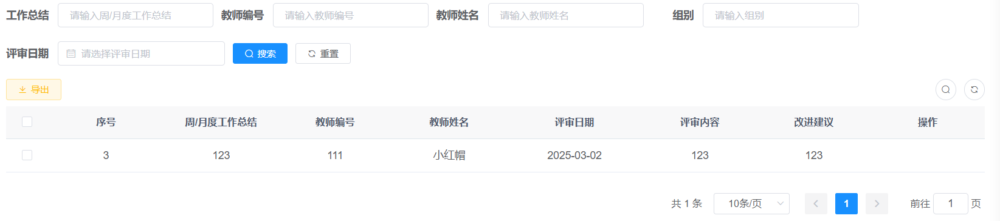 工作总结 请输入周/月度工作总结 教师编号 请输入教师编号 教师姓名 请输入教师姓名 组别 请输入组别
评审日期 请选择评审日期 搜索 重置
导出
序号 周/月度工作总结 教师编号 教师姓名 评审日期 评审内容 改进建议 操作
3 123 111 小红帽 2025-03-02 123 123
共 1 条 10条/页 1 前往 1 页